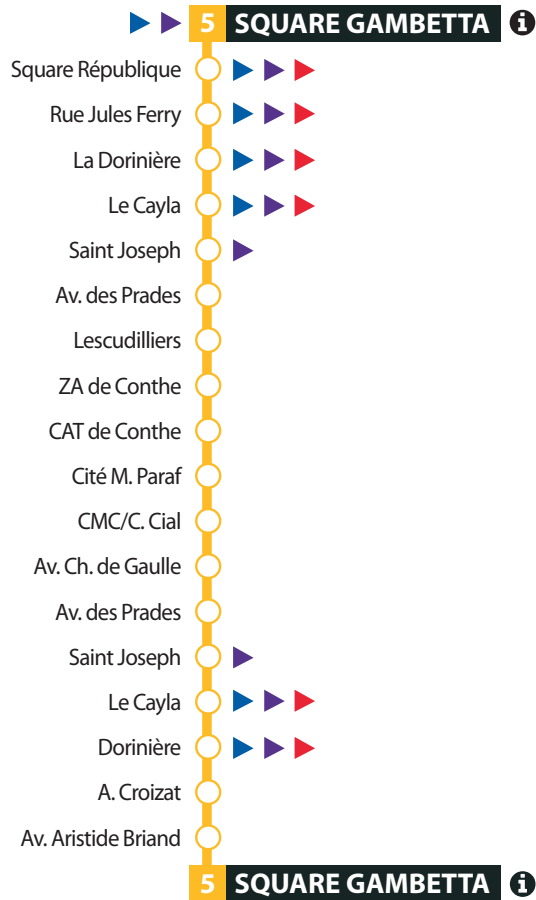 5 SQUARE GAMBETTA i
Square République
Rue Jules Ferry
La Dorinière
Le Cayla
Saint Joseph
Av. des Prades
Lescudilliers
ZA de Conthe
CAT de Conthe
Cité M. Paraf
CMC/C. Cial
Av. Ch. de Gaulle
Av. des Prades
Saint Joseph
Le Cayla
Dorinière
A. Croizat
Av. Aristide Briand
5 SQUARE GAMBETTA i